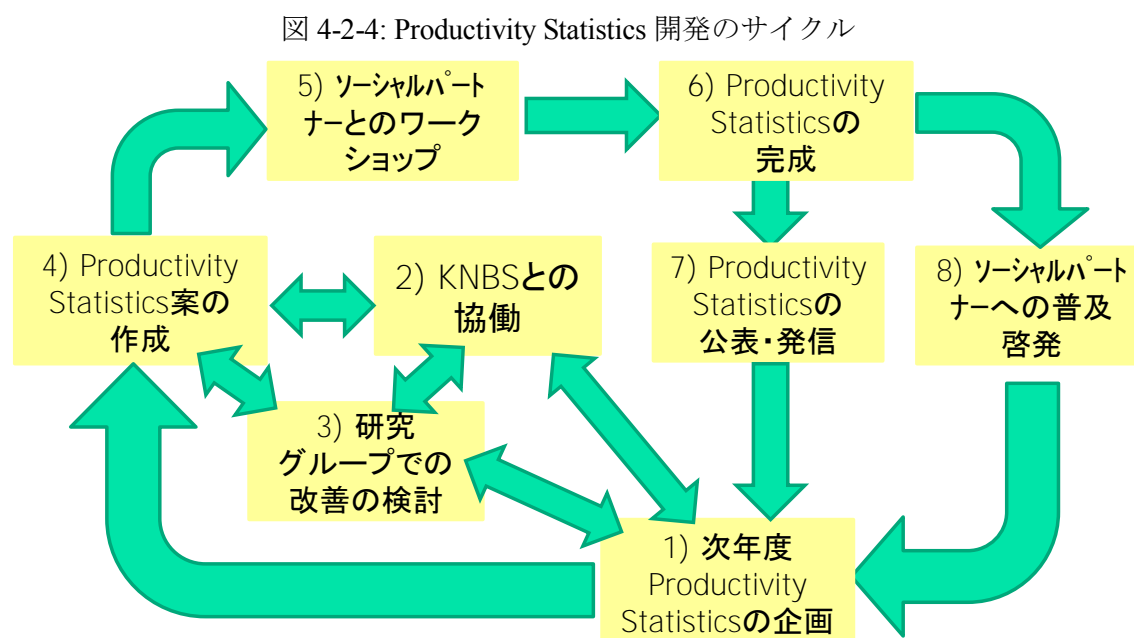 図 4-2-4: Productivity Statistics 開発のサイクル
5) ソーシャルパート
ナーとのワーク
ショップ
6) Productivity
Statisticsの
完成
4) Productivity
Statistics案の
作成
2) KNBSとの
協働
7) Productivity
Statisticsの
公表・発信
8) ソーシャルパート
ナーへの普及
啓発
3) 研究
グループでの
改善の検討
1) 次年度
Productivity
Statisticsの企画